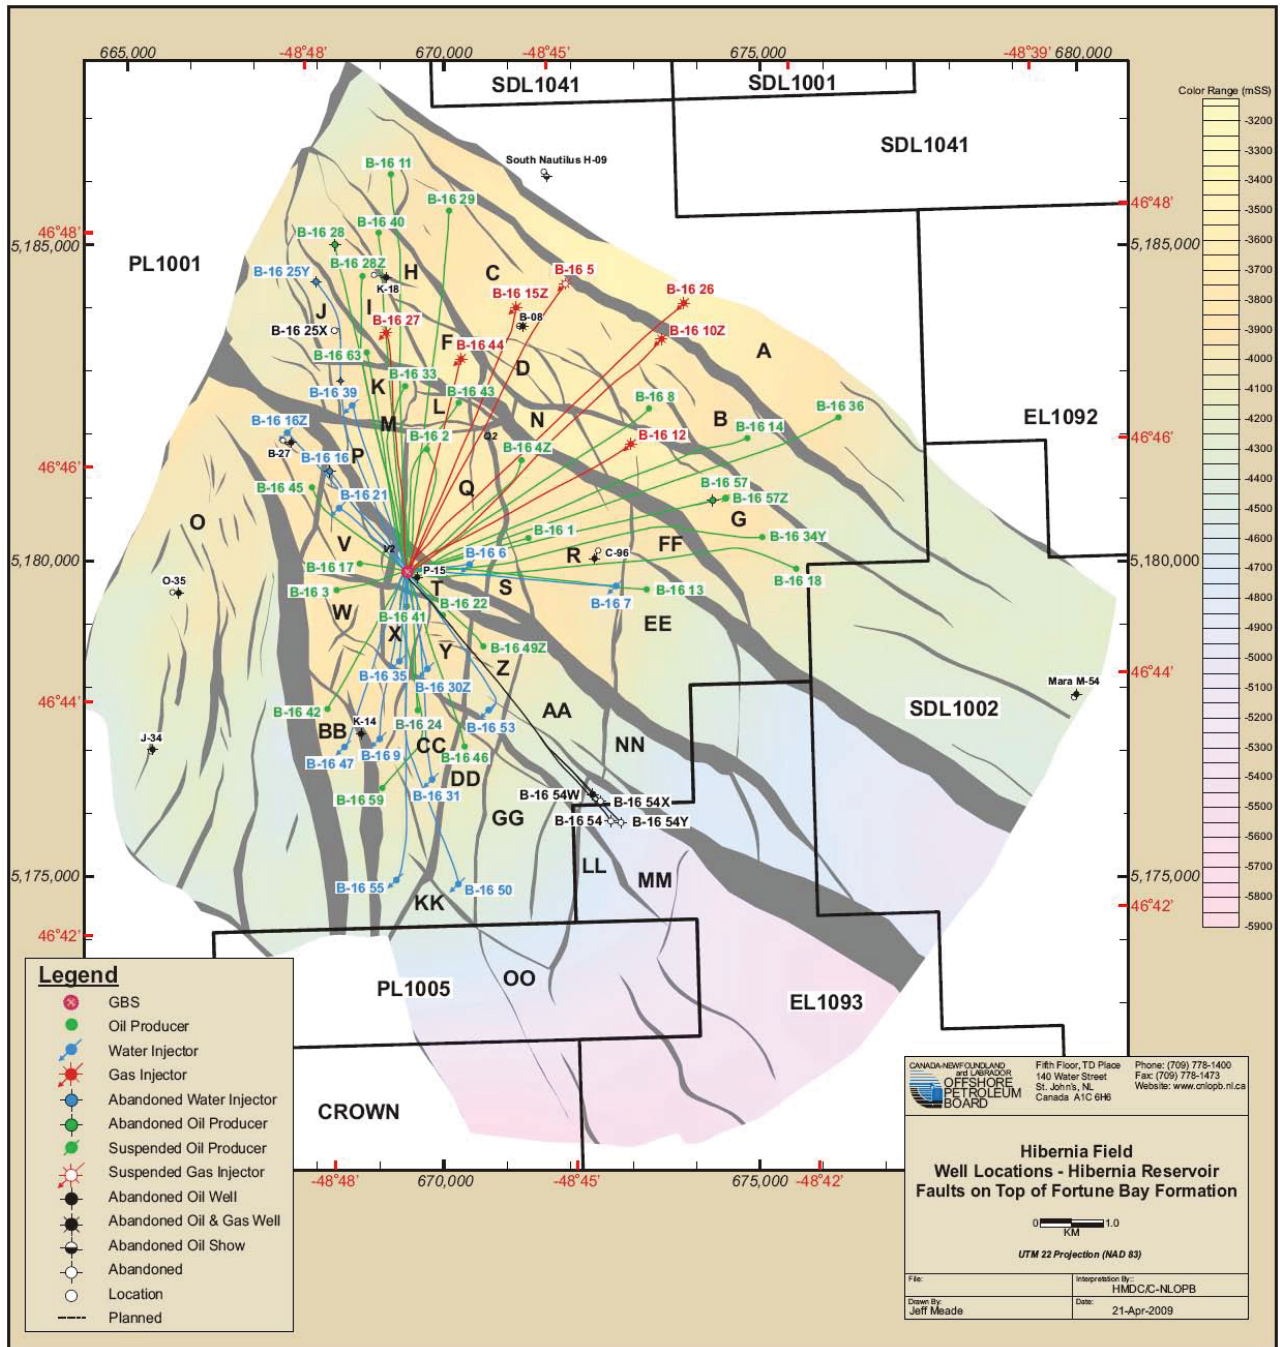 665,000 -48°48' 670,000 -48°45' 675,000 -48°39' 680,000
SDL1041 SDL1001
Color Range (mSS)
-3200
-3300
-3400
-3500
-3600
-3700
-3800
-3900
-4000
-4100
-4200
-4300
-4400
-4500
-4600
-4700
-4800
-4900
-5000
-5100
-5200
-5300
-5400
-5500
-5600
-5700
-5800
-5900
SDL1041
South Nautilus H-09
B-16 11
B-16 29
46°48'
46°48'
B-16 40
B-16 28
5,185,000
5,185,000
PL1001
B-16 28Z
H
C
B-16 5
B-16 25Y
K-18
B-16 26
B-16 15Z
J
I
B-16 25X
B-16 27
B-08
B-16 10Z
F
B-16 44
A
B-16 63
D
K
B-16 33
B-16 39
B-16 43
B-16 8
B-16 36
L
N
B
B-16 14
EL1092
B-16 16Z
M
B-16 2
Q2
B-16 4Z
B-16 12
46°46'
46°46'
B-27
B-16 16
P
B-16 45
B-16 21
Q
B-16 57
B-16 57Z
O
G
B-16 1
B-16 34Y
V
V2
B-16 6
R
C-96
FF
5,180,000
5,180,000
B-16 17
P-15
B-16 18
O-35
B-16 3
T
S
B-16 13
W
B-16 41
B-16 22
B-16 7
EE
X
Y
B-16 49Z
Z
46°44'
46°44'
B-16 35
B-16 30Z
Mara M-54
B-16 42
B-16 24
AA
SDL1002
K-14
B-16 53
J-34
BB
CC
NN
B-16 47
B-16 9
B-16 46
DD
B-16 59
B-16 31
B-16 54W
B-16 54X
GG
B-16 54
B-16 54Y
LL
MM
5,175,000
5,175,000
B-16 55
B-16 50
KK
46°42'
46°42'
OO
PL1005
EL1093
CROWN
Legend
GBS
Oil Producer
Water Injector
Gas Injector
Abandoned Water Injector
Abandoned Oil Producer
Suspended Oil Producer
Suspended Gas Injector
Abandoned Oil Well
Abandoned Oil & Gas Well
Abandoned Oil Show
Abandoned
Location
Planned
-48°48' 670,000 -48°45' 675,000 -48°42'
CANADA-NEWFOUNDLAND
and LABRADOR
OFFSHORE
PETROLEUM
BOARD
Fifth Floor, TD Place
140 Water Street
St. John's, NL
Canada A1C 6H6
Phone: (709) 778-1400
Fax: (709) 778-1473
Website: www.cnlopb.nl.ca
Hibernia Field
Well Locations - Hibernia Reservoir
Faults on Top of Fortune Bay Formation
0 1.0
KM
UTM 22 Projection (NAD 83)
File:
Interpretation By:
HMDC/C-NLOPB
Drawn By:
Jeff Meade
Date:
21-Apr-2009